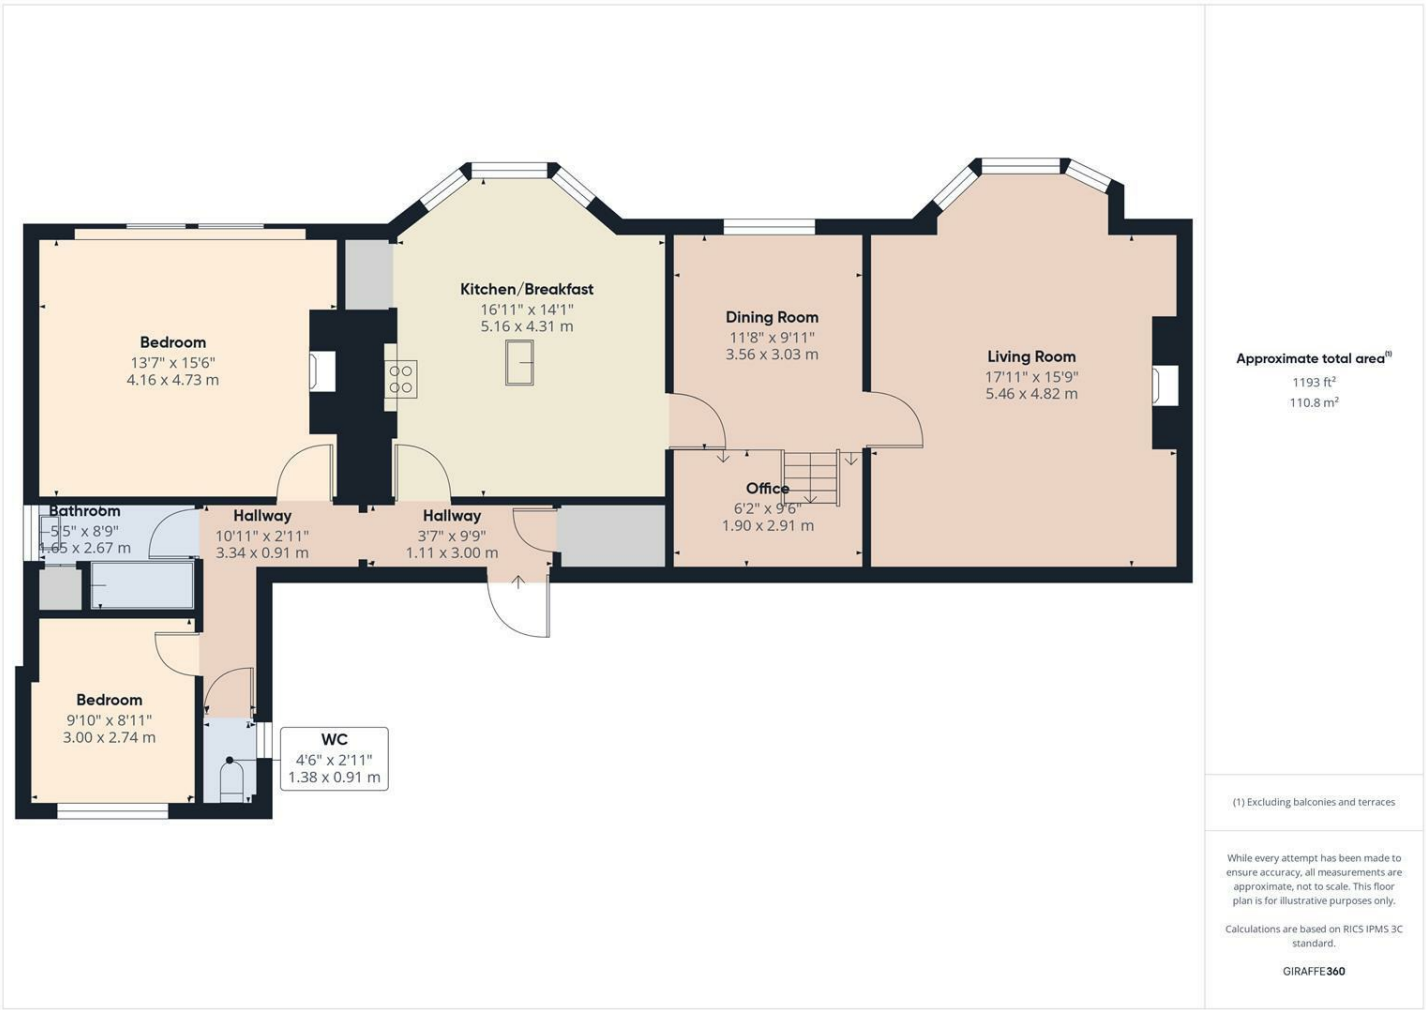 Bedroom
13'7" x 15'6"
4.16 x 4.73 m
Kitchen/Breakfast
16'11" x 14'1"
5.16 x 4.31 m
Dining Room
11'8" x 9'11"
3.56 x 3.03 m
Living Room
17'11" x 15'9"
5.46 x 4.82 m
Office
6'2" x 9'6"
1.90 x 2.91 m
Bathroom
5'5" x 8'9"
1.65 x 2.67 m
Hallway
10'11" x 2'11"
3.34 x 0.91 m
Hallway
3'7" x 9'9"
1.11 x 3.00 m
Bedroom
9'10" x 8'11"
3.00 x 2.74 m
WC
4'6" x 2'11"
1.38 x 0.91 m
Approximate total area(1)
1193 ft²
110.8 m²
(1) Excluding balconies and terraces
While every attempt has been made to
ensure accuracy, all measurements are
approximate, not to scale. This floor
plan is for illustrative purposes only.
Calculations are based on RICS IPMS 3C
standard.
GIRAFFE360